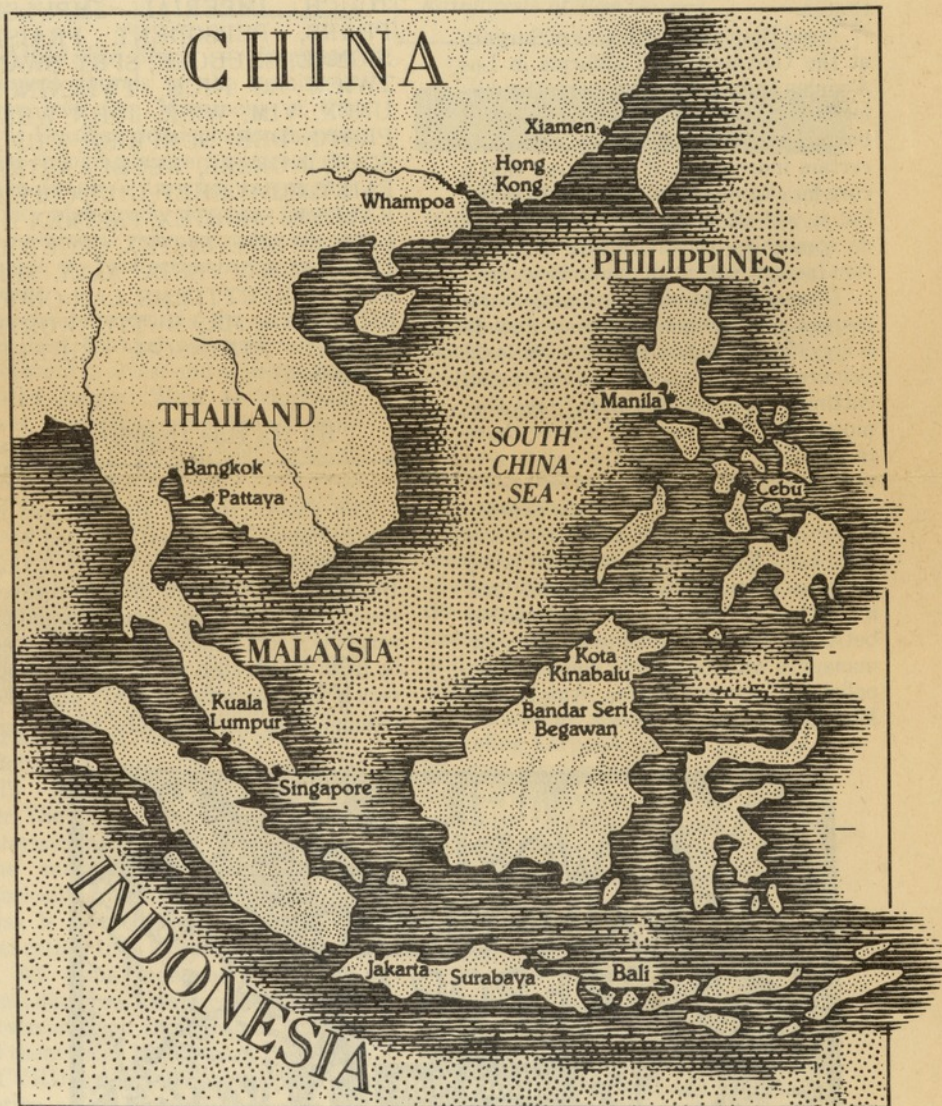 CHINA
Xiamen
Hong
Kong
Whampoa
PHILIPPINES
THAILAND
Manila
SOUTH
CHINA
SEA
Bangkok
Pattaya
Cebu
MALAYSIA
Kota
Kinabalu
Kuala
Lumpur
Bandar Seri
Begawan
Singapore
INDONESIA
Jakarta
Surabaya
Bali